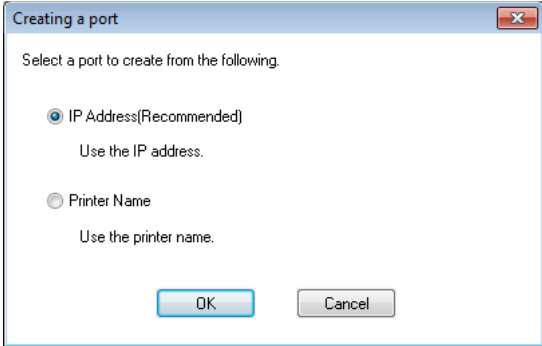 Creating a port
Select a port to create from the following.
IP Address(Recommended)
Use the IP address.
Printer Name
Use the printer name.
OK Cancel